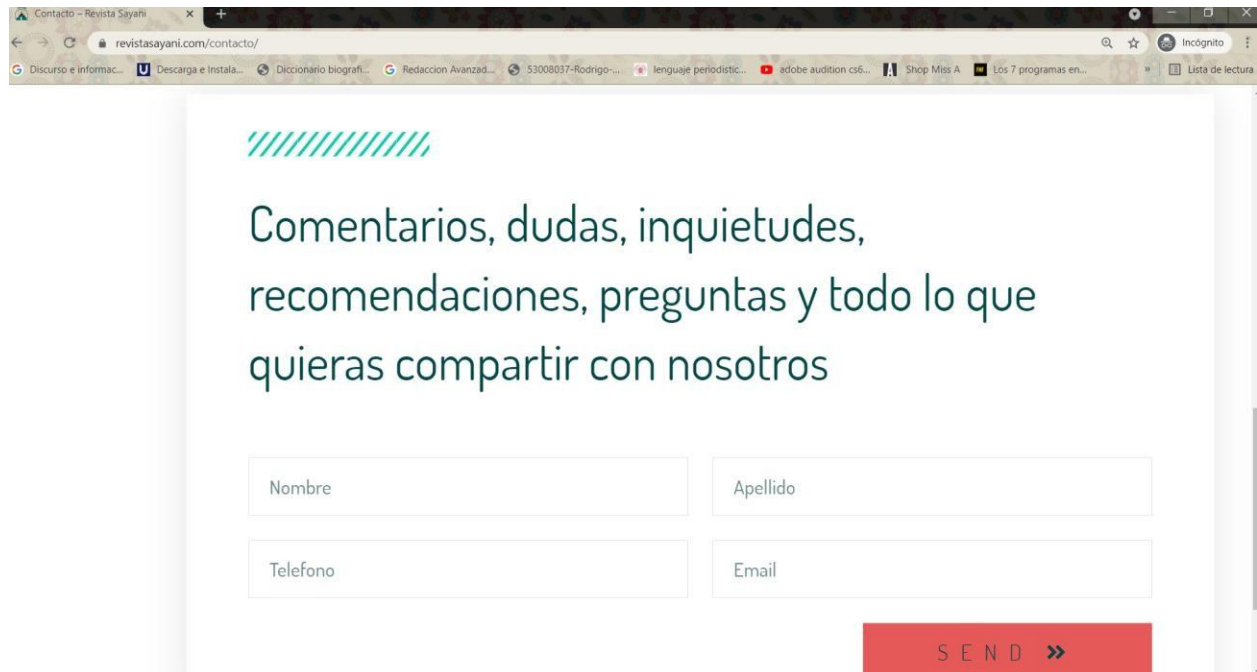 Contacto – Revista Sayani
revistasayani.com/contacto/
Incógnito
Discurso e informac... Descarga e Instala... Diccionario biografi... Redaccion Avanzad... 53008037-Rodrigo-... lenguaje periodistic... adobe audition cs6... Shop Miss A Los 7 programas en... » Lista de lectura
Comentarios, dudas, inquietudes,
recomendaciones, preguntas y todo lo que
quieras compartir con nosotros
Nombre Apellido
Telefono Email
SEND »